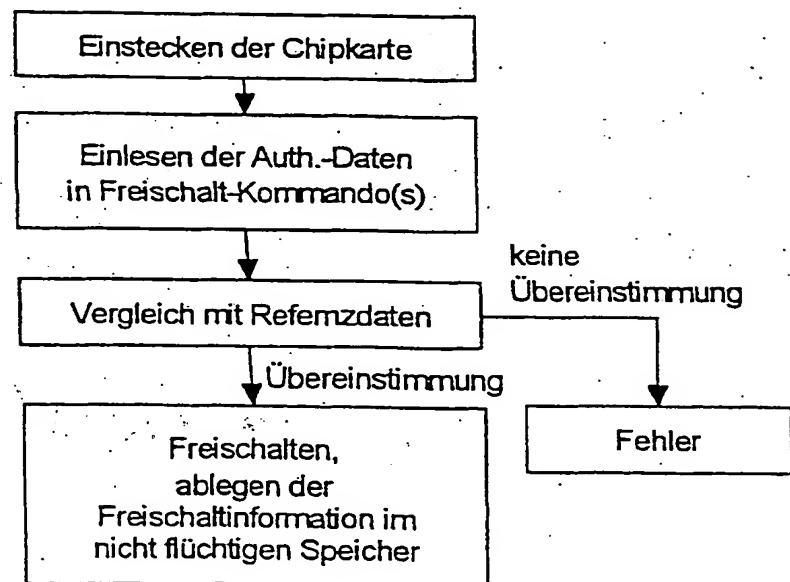 Einstecken der Chipkarte
Einlesen der Auth.-Daten
in Freischalt-Kommando(s)
keine
Übereinstimmung
Vergleich mit Refernzdaten
Übereinstimmung
Fehler
Freischalten,
ablegen der
Freischaltinformation im
nicht flüchtigen Speicher